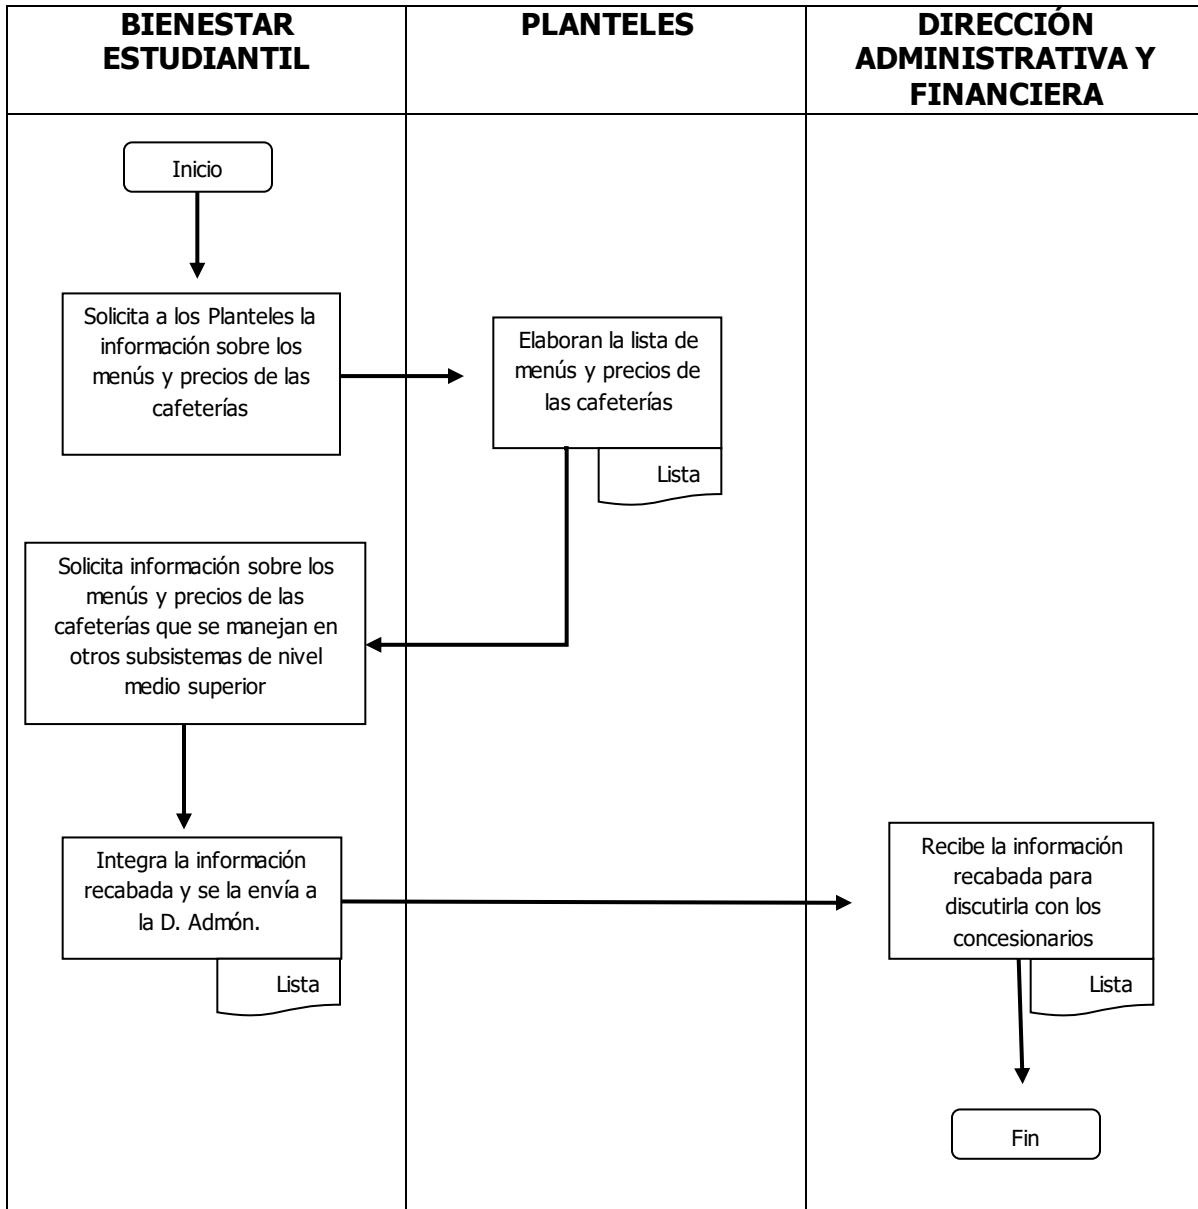 BIENESTAR
ESTUDIANTIL
PLANTELES
DIRECCIÓN
ADMINISTRATIVA Y
FINANCIERA
Inicio
Solicita a los Planteles la
información sobre los
menús y precios de las
cafeterías
Elaboran la lista de
menús y precios de
las cafeterías
Lista
Solicita información sobre los
menús y precios de las
cafeterías que se manejan en
otros subsistemas de nivel
medio superior
Integra la información
recabada y se la envía a
la D. Admón.
Lista
Recibe la información
recabada para
discutirla con los
concesionarios
Lista
Fin